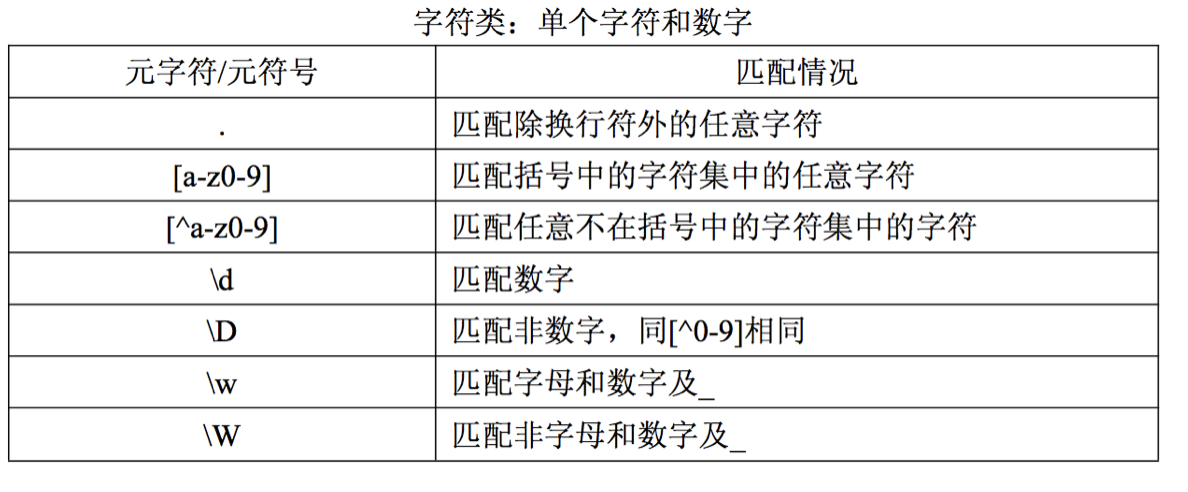 字符类：单个字符和数字
元字符/元符号 匹配情况
. 匹配除换行符外的任意字符
[a-z0-9] 匹配括号中的字符集中的任意字符
[^a-z0-9] 匹配任意不在括号中的字符集中的字符
\d 匹配数字
\D 匹配非数字，同[^0-9]相同
\w 匹配字母和数字及_
\W 匹配非字母和数字及_